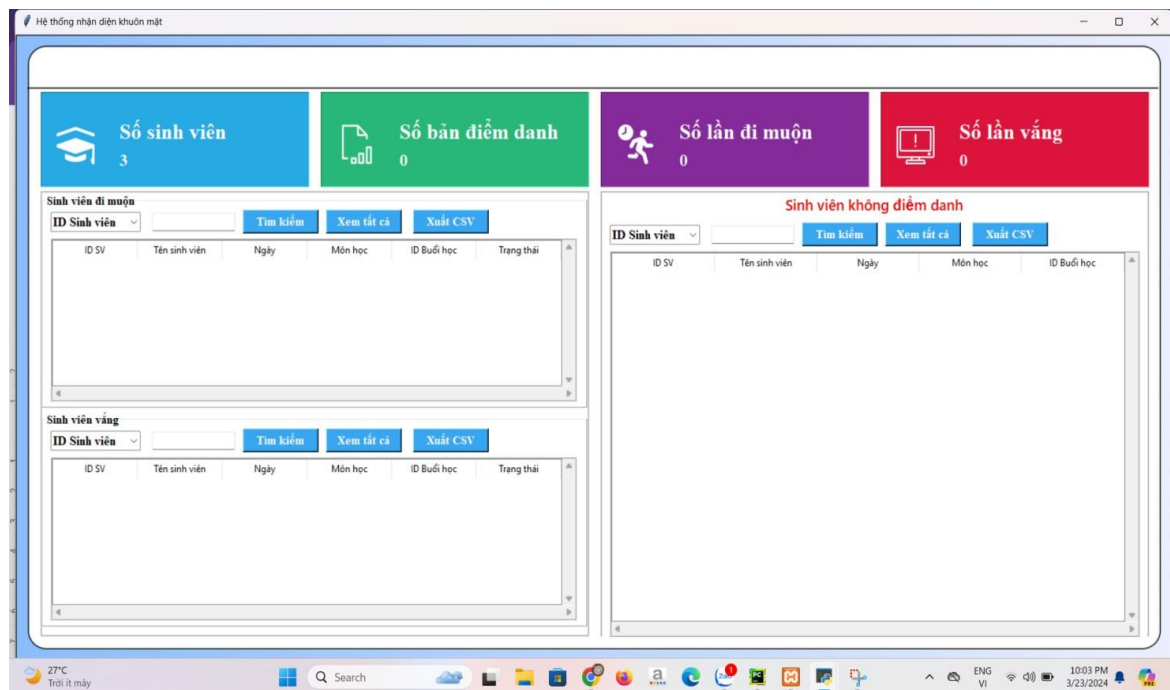 Hệ thống nhận diện khuôn mặt
Số sinh viên
3
Số bản điểm danh
0
Số lần đi muộn
0
Số lần vắng
0
Sinh viên đi muộn
ID Sinh viên
Tìm kiếm
Xem tất cả
Xuất CSV
ID SV Tên sinh viên Ngày Môn học ID Buổi học Trạng thái
Sinh viên vắng
ID Sinh viên
Tìm kiếm
Xem tất cả
Xuất CSV
ID SV Tên sinh viên Ngày Môn học ID Buổi học Trạng thái
Sinh viên không điểm danh
ID Sinh viên
Tìm kiếm
Xem tất cả
Xuất CSV
ID SV Tên sinh viên Ngày Môn học ID Buổi học
27°C
Trời ít mây
Search
ENG
VI
10:03 PM
3/23/2024